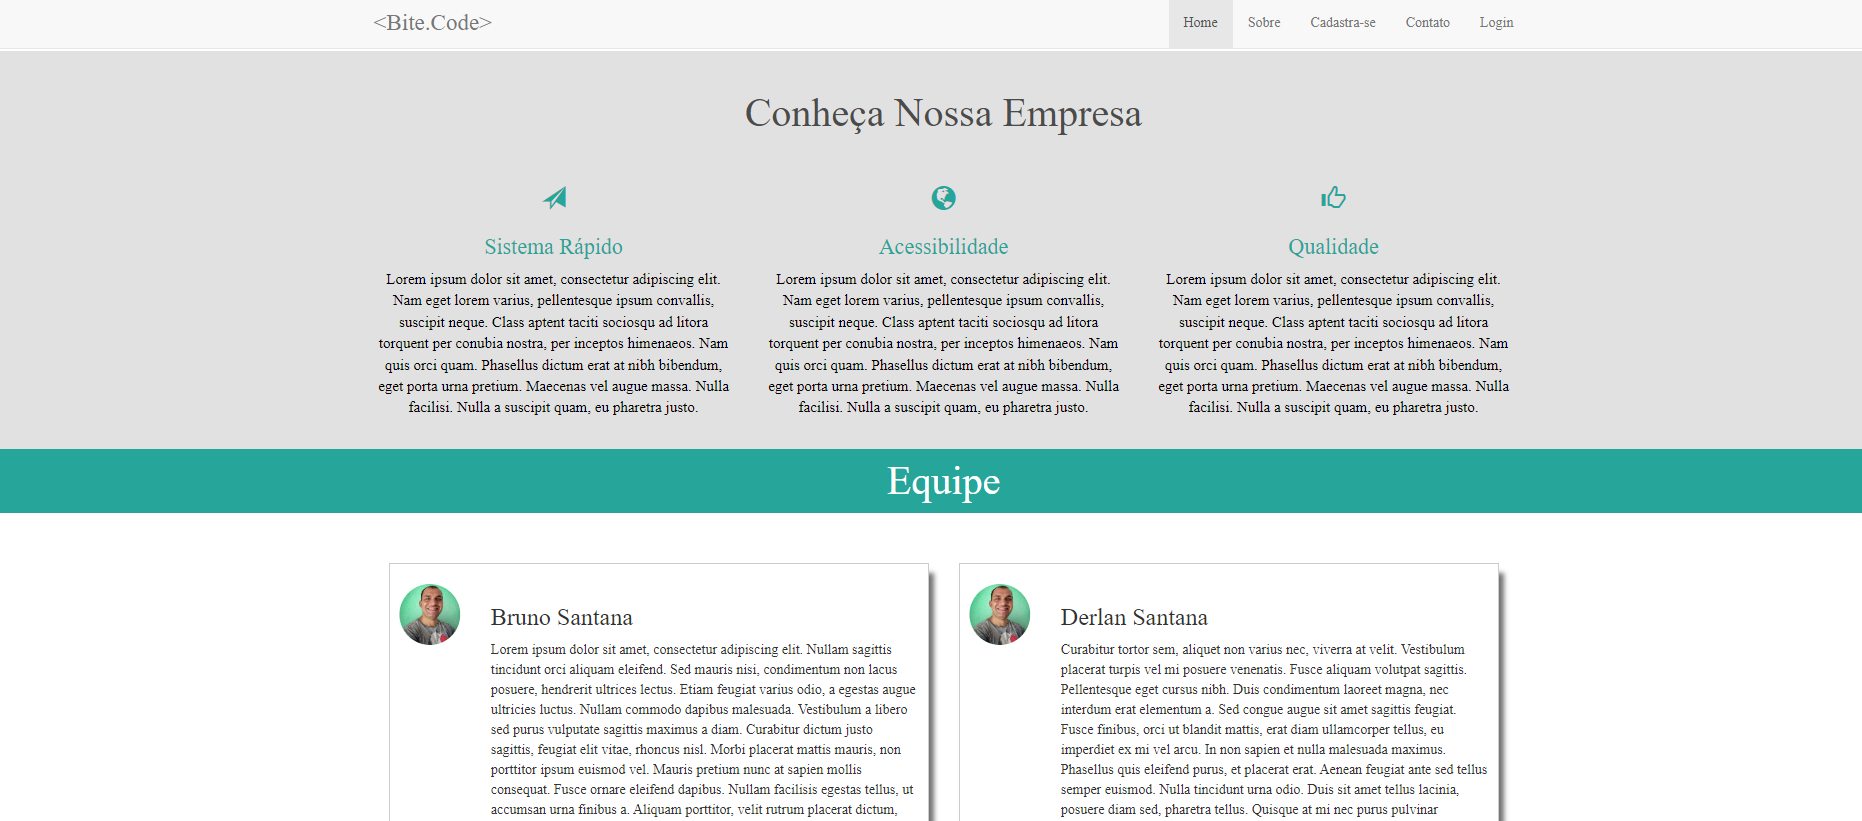 <Bite.Code>
Home Sobre Cadastra-se Contato Login
Conheça Nossa Empresa
Sistema Rápido
Lorem ipsum dolor sit amet, consectetur adipiscing elit.
Nam eget lorem varius, pellentesque ipsum convallis,
suscipit neque. Class aptent taciti sociosqu ad litora
torquent per conubia nostra, per inceptos himenaeos. Nam
quis orci quam. Phasellus dictum erat at nibh bibendum,
eget porta urna pretium. Maecenas vel augue massa. Nulla
facilisi. Nulla a suscipit quam, eu pharetra justo.
Acessibilidade
Lorem ipsum dolor sit amet, consectetur adipiscing elit.
Nam eget lorem varius, pellentesque ipsum convallis,
suscipit neque. Class aptent taciti sociosqu ad litora
torquent per conubia nostra, per inceptos himenaeos. Nam
quis orci quam. Phasellus dictum erat at nibh bibendum,
eget porta urna pretium. Maecenas vel augue massa. Nulla
facilisi. Nulla a suscipit quam, eu pharetra justo.
Qualidade
Lorem ipsum dolor sit amet, consectetur adipiscing elit.
Nam eget lorem varius, pellentesque ipsum convallis,
suscipit neque. Class aptent taciti sociosqu ad litora
torquent per conubia nostra, per inceptos himenaeos. Nam
quis orci quam. Phasellus dictum erat at nibh bibendum,
eget porta urna pretium. Maecenas vel augue massa. Nulla
facilisi. Nulla a suscipit quam, eu pharetra justo.
Equipe
Bruno Santana
Lorem ipsum dolor sit amet, consectetur adipiscing elit. Nullam sagittis
tincidunt orci aliquam eleifend. Sed mauris nisi, condimentum non lacus
posuere, hendrerit ultrices lectus. Etiam feugiat varius odio, a egestas augue
ultricies luctus. Nullam commodo dapibus malesuada. Vestibulum a libero
sed purus vulputate sagittis maximus a diam. Curabitur dictum justo
sagittis, feugiat elit vitae, rhoncus nisl. Morbi placerat mattis mauris, non
porttitor ipsum euismod vel. Mauris pretium nunc at sapien mollis
consequat. Fusce ornare eleifend dapibus. Nullam facilisis egestas tellus, ut
accumsan urna finibus a. Aliquam porttitor, velit rutrum placerat dictum,
Derlan Santana
Curabitur tortor sem, aliquet non varius nec, viverra at velit. Vestibulum
placerat turpis vel mi posuere venenatis. Fusce aliquam volutpat sagittis.
Pellentesque eget cursus nibh. Duis condimentum laoreet magna, nec
interdum erat elementum a. Sed congue augue sit amet sagittis feugiat.
Fusce finibus, orci ut blandit mattis, erat diam ullamcorper tellus, eu
imperdiet ex mi vel arcu. In non sapien et nulla malesuada maximus.
Phasellus quis eleifend purus, et placerat erat. Aenean feugiat ante sed tellus
semper euismod. Nulla tincidunt urna odio. Duis sit amet tellus lacinia,
posuere diam sed, pharetra tellus. Quisque at mi nec purus pulvinar